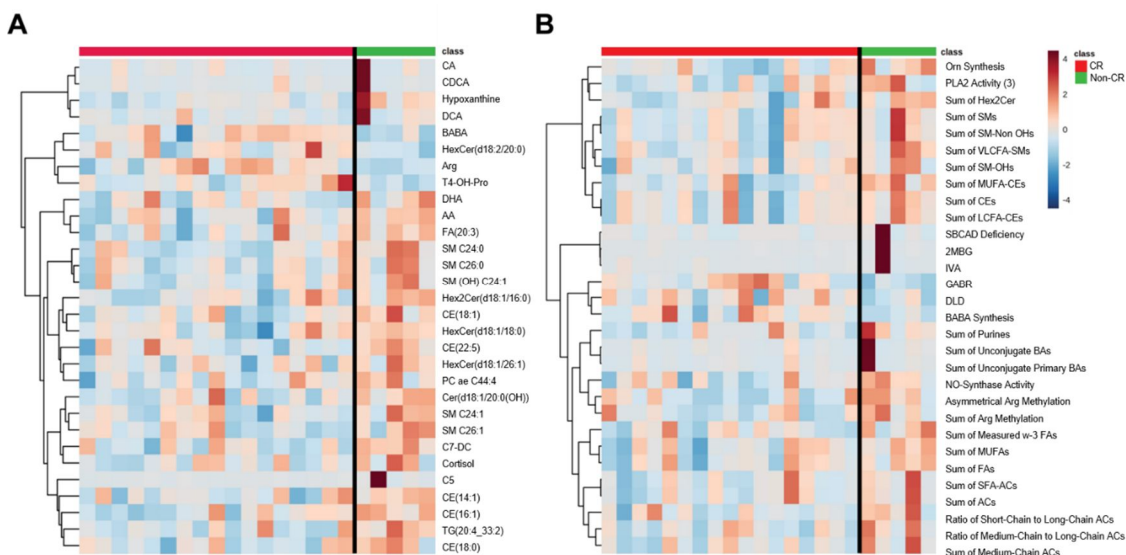 A
B
class
CA
CDCA
Hypoxanthine
DCA
BABA
HexCer(d18:2/20:0)
Arg
T4-OH-Pro
DHA
AA
FA(20:3)
SM C24:0
SM C26:0
SM (OH) C24:1
Hex2Cer(d18:1/16:0)
CE(18:1)
HexCer(d18:1/18:0)
CE(22:5)
HexCer(d18:1/26:1)
PC ae C44:4
Cer(d18:1/20:0(OH))
SM C24:1
SM C26:1
C7-DC
Cortisol
C5
CE(14:1)
CE(16:1)
TG(20:4_33:2)
CE(18:0)
class
Orn Synthesis
PLA2 Activity (3)
Sum of Hex2Cer
Sum of SMs
Sum of SM-Non OHs
Sum of VLCFA-SMs
Sum of SM-OHs
Sum of MUFA-CEs
Sum of CEs
Sum of LCFA-CEs
SBCAD Deficiency
2MBG
IVA
GABR
DLD
BABA Synthesis
Sum of Purines
Sum of Unconjugate BAs
Sum of Unconjugate Primary BAs
NO-Synthase Activity
Asymmetrical Arg Methylation
Sum of Arg Methylation
Sum of Measured w-3 FAs
Sum of MUFAs
Sum of FAs
Sum of SFA-ACs
Sum of ACs
Ratio of Short-Chain to Long-Chain ACs
Ratio of Medium-Chain to Long-Chain ACs
Sum of Medium-Chain ACs
4
2
0
-2
-4
class
CR
Non-CR